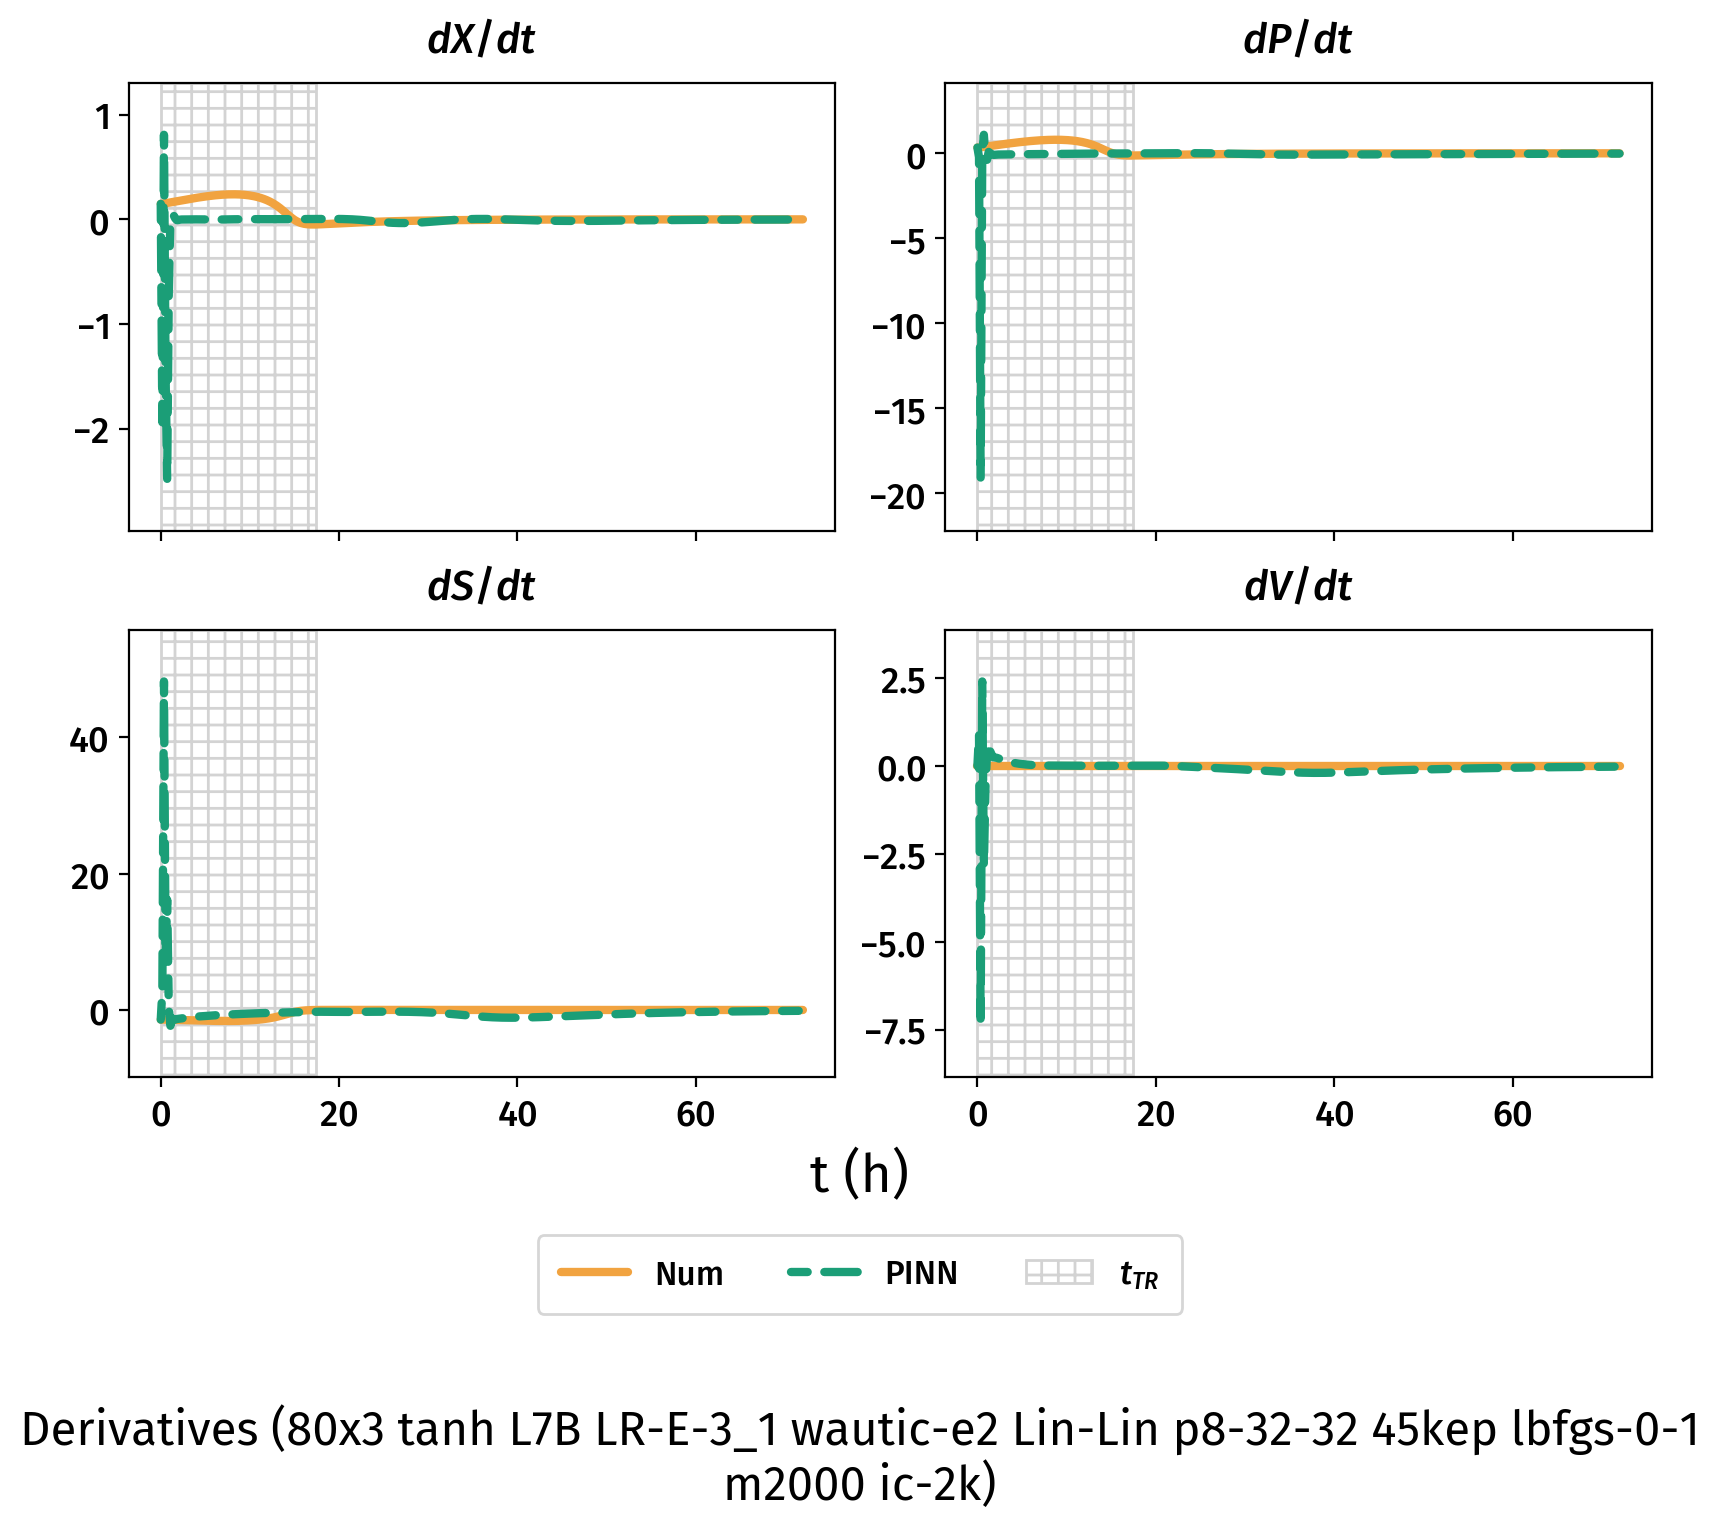 dX/dt dP/dt
1
0
−1
−2
0
−5
−10
−15
−20
dS/dt dV/dt
40
20
0
2.5
0.0
−2.5
−5.0
−7.5
0 20 40 60 0 20 40 60
t (h)
Num PINN tTR
Derivatives (80x3 tanh L7B LR-E-3_1 wautic-e2 Lin-Lin p8-32-32 45kep lbfgs-0-1
m2000 ic-2k)